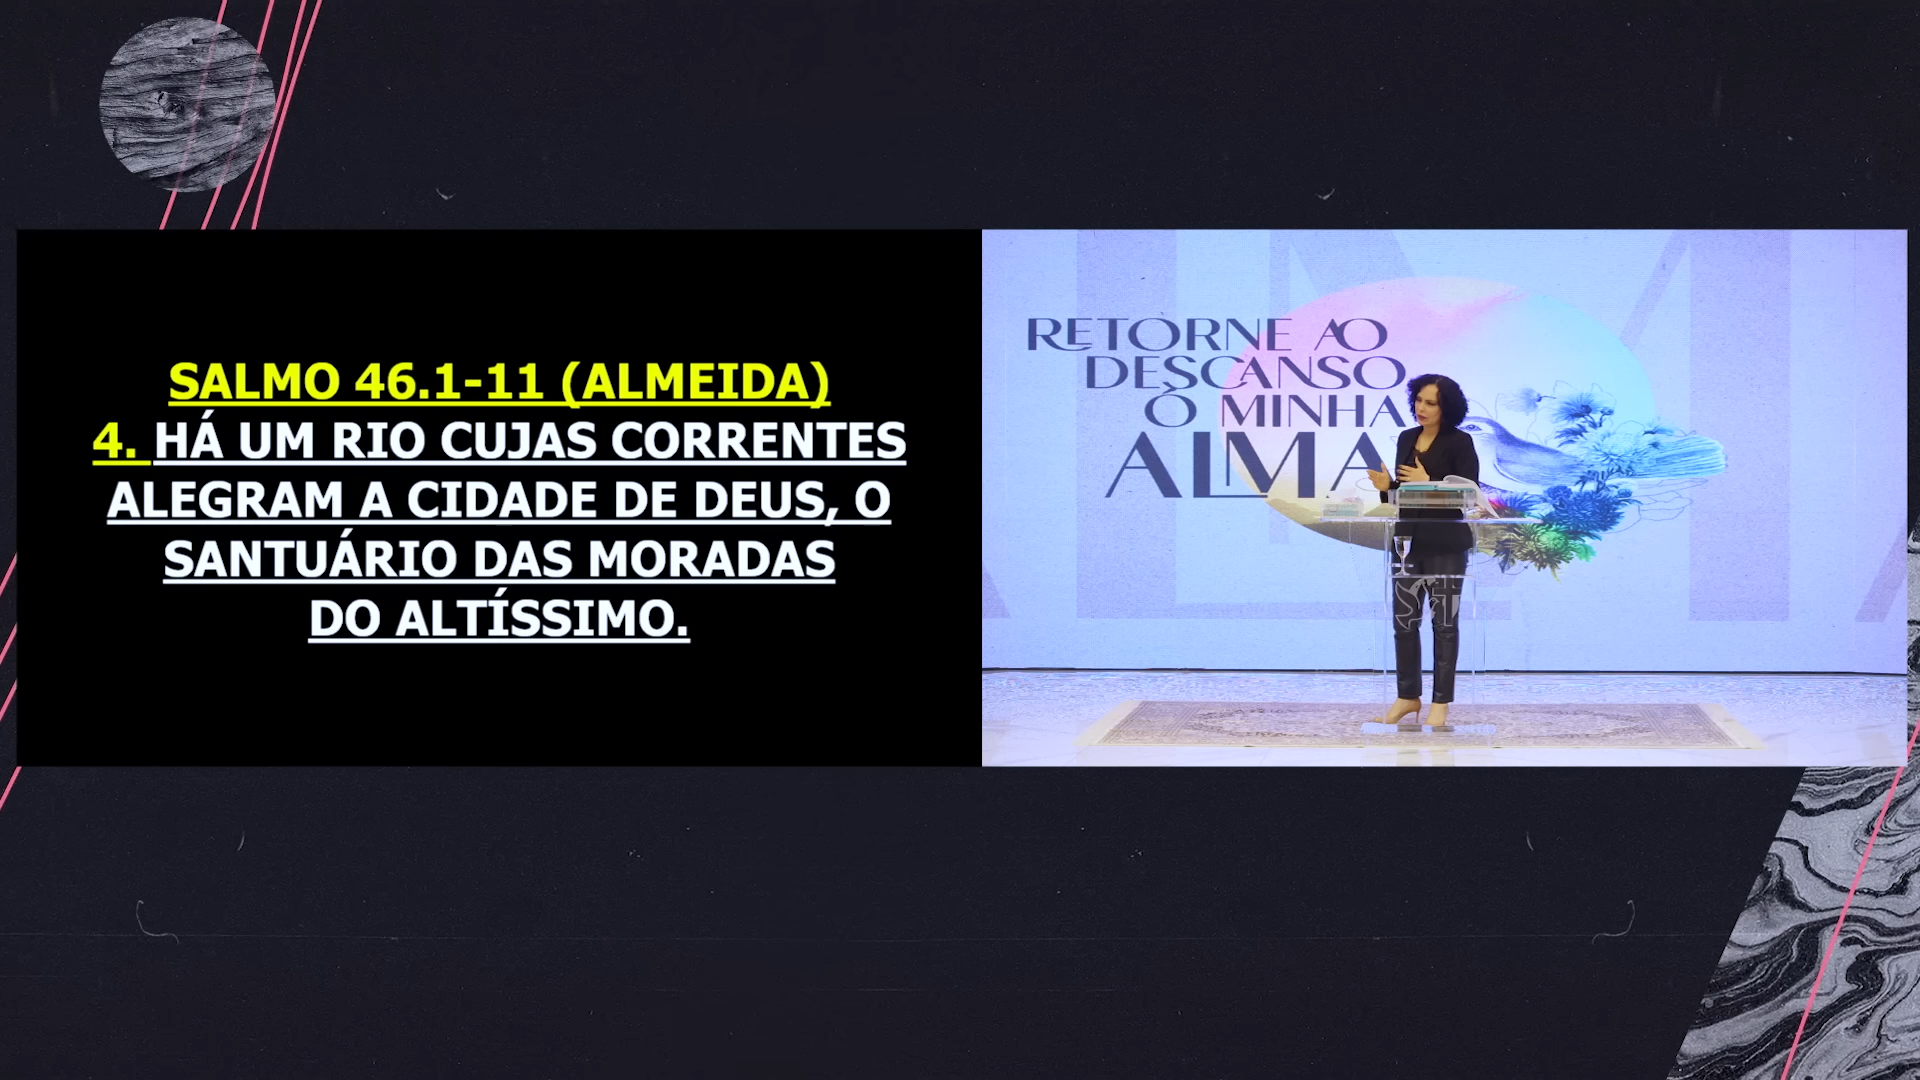 SALMO 46.1-11 (ALMEIDA)
4. HÁ UM RIO CUJAS CORRENTES
ALEGRAM A CIDADE DE DEUS, O
SANTUÁRIO DAS MORADAS
DO ALTÍSSIMO.
RETORNE AO
DESCANSO
Ó MINHA
ALMA